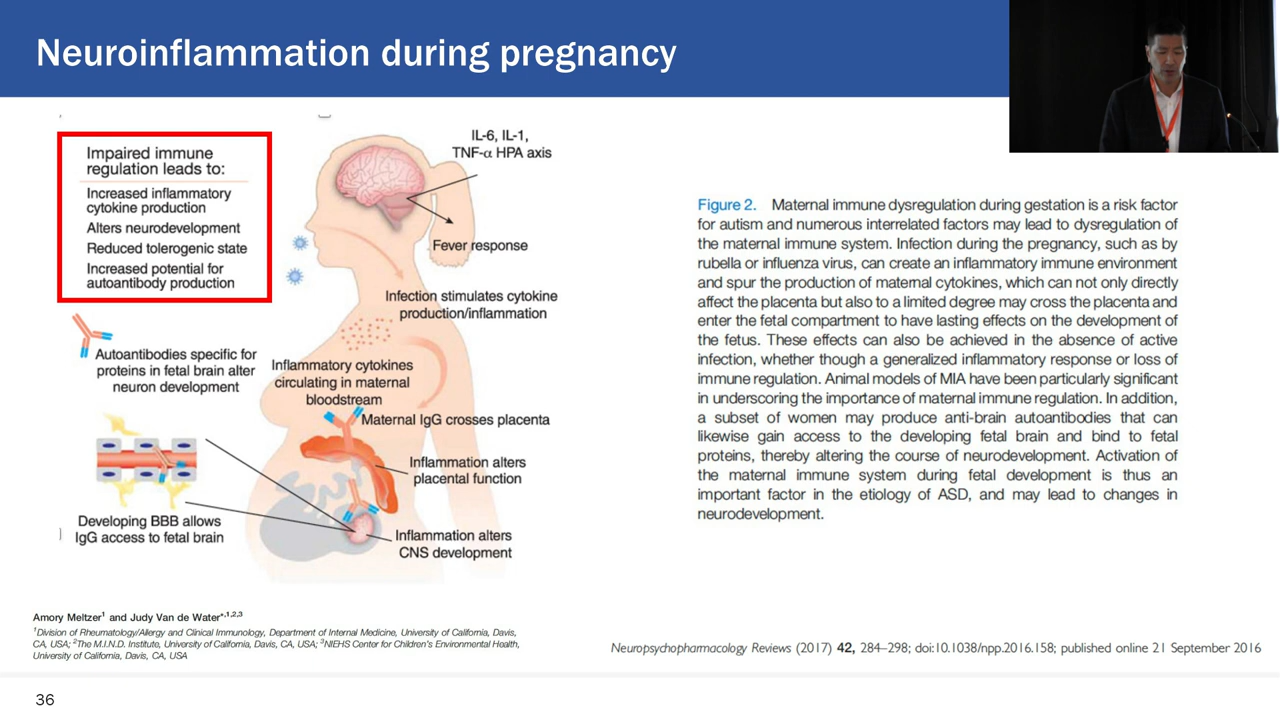 Neuroinflammation during pregnancy
Impaired immune
regulation leads to:
Increased inflammatory
cytokine production
Alters neurodevelopment
Reduced tolerogenic state
Increased potential for
autoantibody production
IL-6, IL-1,
TNF-α HPA axis
Fever response
Infection stimulates cytokine
production/inflammation
Autoantibodies specific for
proteins in fetal brain alter
neuron development
Inflammatory cytokines
circulating in maternal
bloodstream
Maternal IgG crosses placenta
Inflammation alters
placental function
Developing BBB allows
IgG access to fetal brain
Inflammation alters
CNS development
Figure 2. Maternal immune dysregulation during gestation is a risk factor
for autism and numerous interrelated factors may lead to dysregulation of
the maternal immune system. Infection during the pregnancy, such as by
rubella or influenza virus, can create an inflammatory immune environment
and spur the production of maternal cytokines, which can not only directly
affect the placenta but also to a limited degree may cross the placenta and
enter the fetal compartment to have lasting effects on the development of
the fetus. These effects can also be achieved in the absence of active
infection, whether though a generalized inflammatory response or loss of
immune regulation. Animal models of MIA have been particularly significant
in underscoring the importance of maternal immune regulation. In addition,
a subset of women may produce anti-brain autoantibodies that can
likewise gain access to the developing fetal brain and bind to fetal
proteins, thereby altering the course of neurodevelopment. Activation of
the maternal immune system during fetal development is thus an
important factor in the etiology of ASD, and may lead to changes in
neurodevelopment.
Amory Meltzer1 and Judy Van de Water*,1,2,3
1Division of Rheumatology/Allergy and Clinical Immunology, Department of Internal Medicine, University of California, Davis,
CA, USA; 2The M.I.N.D. Institute, University of California, Davis, CA, USA; 3NIEHS Center for Children's Environmental Health,
University of California, Davis, CA, USA
Neuropsychopharmacology Reviews (2017) 42, 284–298; doi:10.1038/npp.2016.158; published online 21 September 2016
36